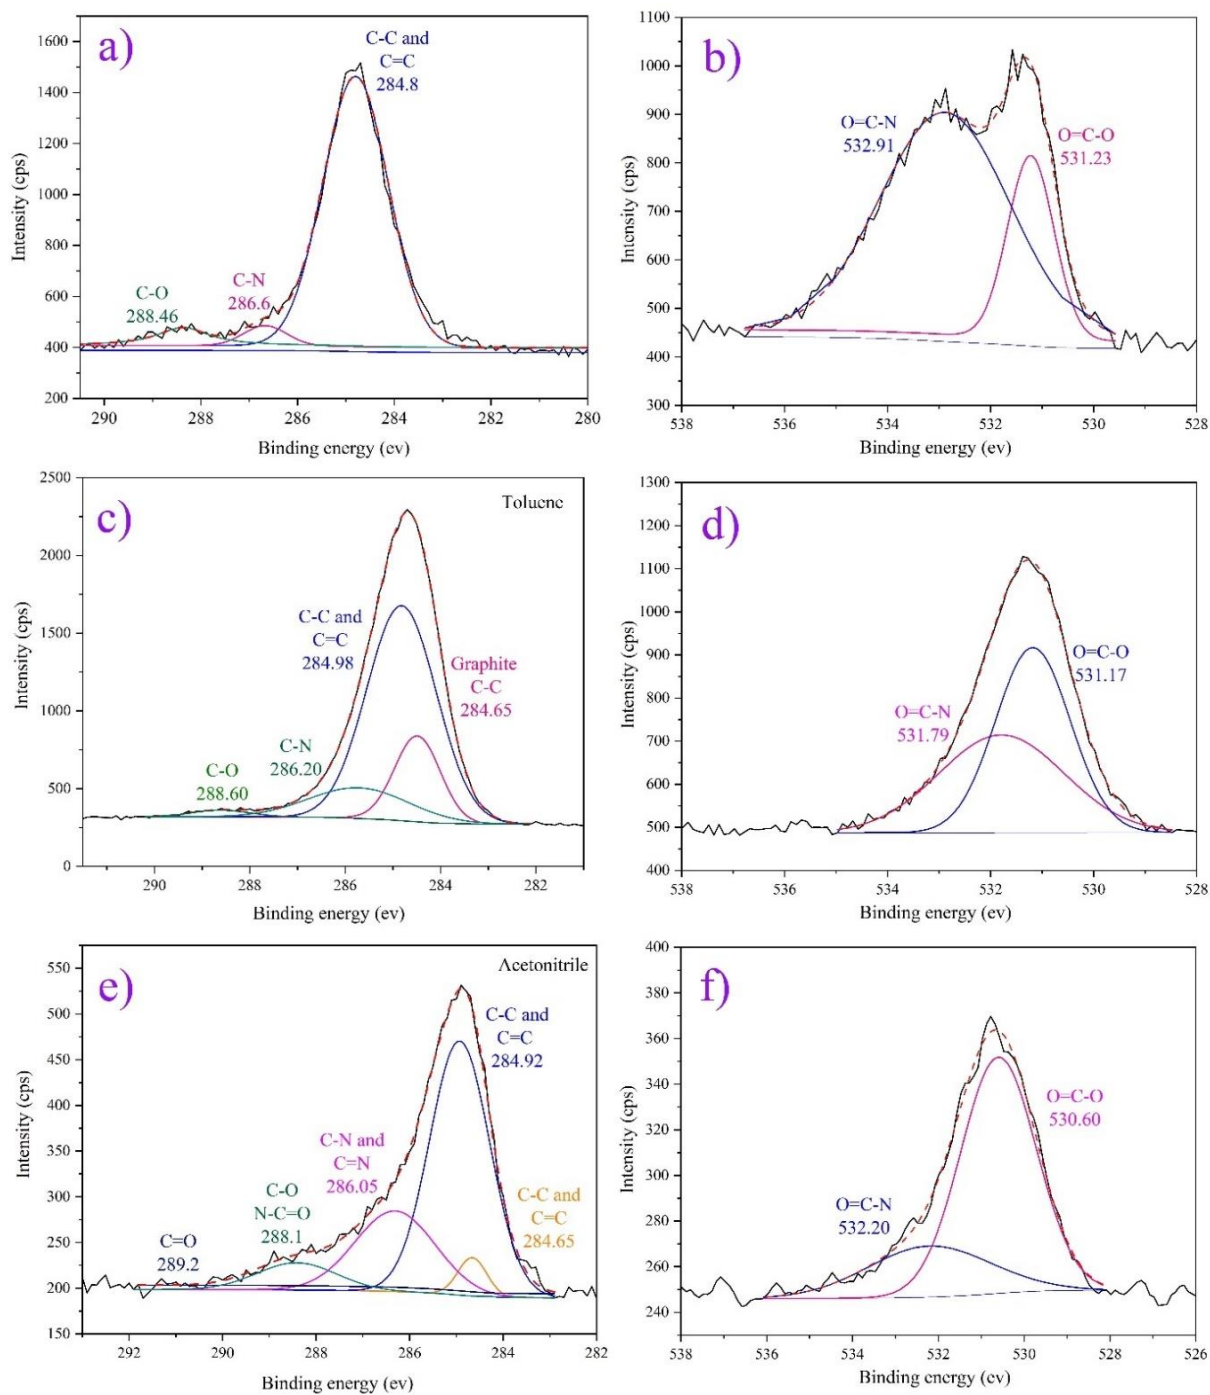 a)
C-C and
C=C
284.8
C-N
286.6
C-O
288.46
1600
1400
1200
1000
800
600
400
200
Intensity (cps)
290
288
286
284
282
280
Binding energy (ev)
b)
O=C-N
532.91
O=C-O
531.23
1100
1000
900
800
700
600
500
400
300
Intensity (cps)
538
536
534
532
530
528
Binding energy (ev)
c)
Toluene
C-C and
C=C
284.98
Graphite
C-C
284.65
C-N
286.20
C-O
288.60
2500
2000
1500
1000
500
0
Intensity (cps)
290
288
286
284
282
Binding energy (ev)
d)
O=C-O
531.17
O=C-N
531.79
1300
1200
1100
1000
900
800
700
600
500
400
Intensity (cps)
538
536
534
532
530
528
Binding energy (ev)
e)
Acetonitrile
C-C and
C=C
284.92
C-N and
C=N
286.05
C-O
N-C=O
288.1
C=O
289.2
C-C and
C=C
284.65
550
500
450
400
350
300
250
200
150
Intensity (cps)
292
290
288
286
284
282
Binding energy (ev)
f)
O=C-O
530.60
O=C-N
532.20
400
380
360
340
320
300
280
260
240
Intensity (cps)
538
536
534
532
530
528
526
Binding energy (ev)